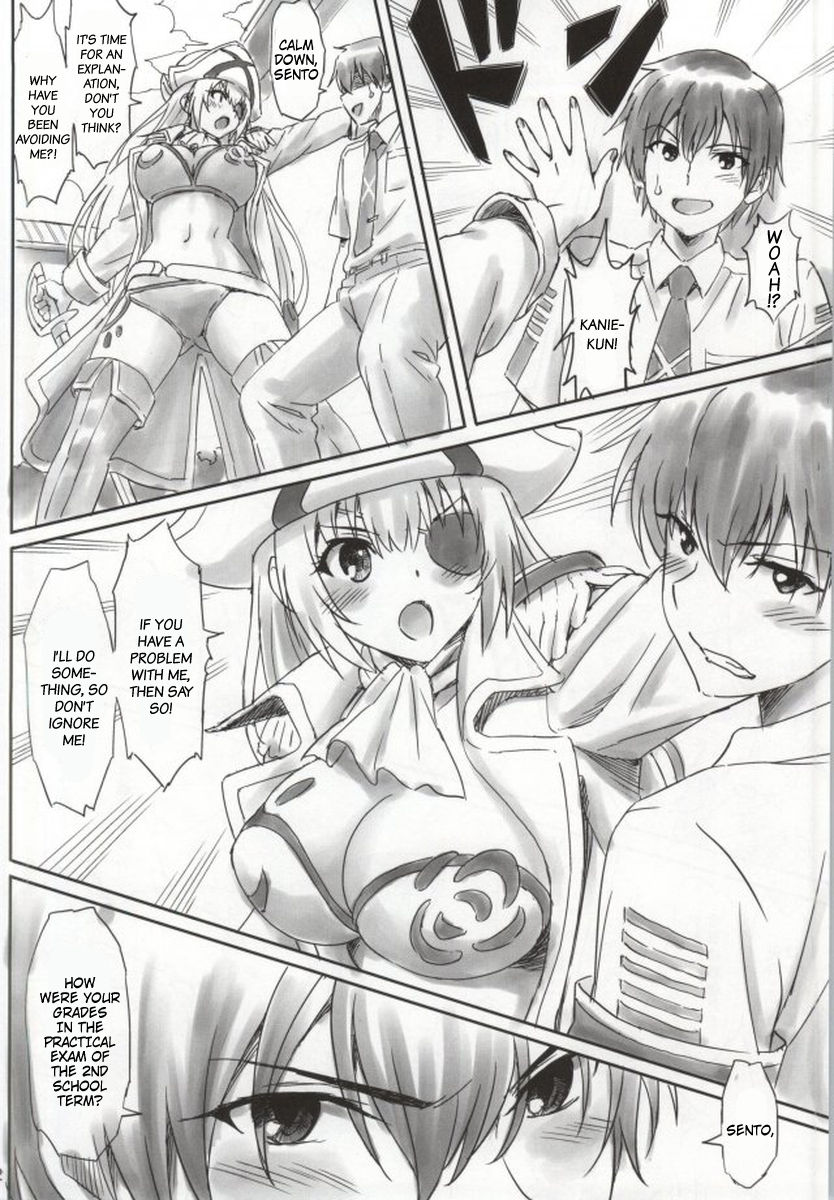 ドン
WOAH!?
KANIE-
KUN!
CALM
DOWN,
SENTO
IT'S TIME
FOR AN
EXPLAN-
ATION,
DON'T
YOU
THINK?
WHY
HAVE
YOU
BEEN
AVOIDING
ME?!
IF YOU
HAVE A
PROBLEM
WITH ME,
THEN SAY
SO!
I'LL DO
SOME-
THING, SO
DON'T
IGNORE
ME!
SENTO,
HOW
WERE YOUR
GRADES
IN THE
PRACTICAL
EXAM OF
THE 2ND
SCHOOL
TERM?